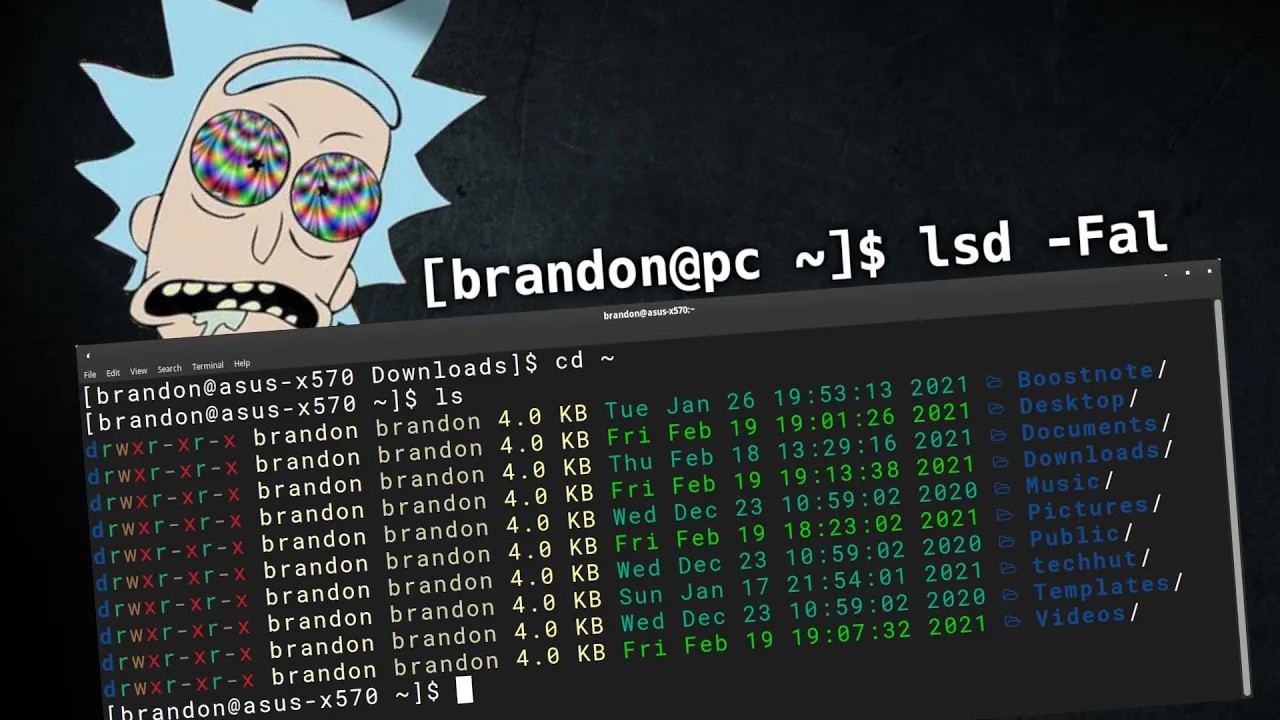 [brandon@pc ~]$ lsd -Fal
brandon@asus-x570:~
File Edit View Search Terminal Help
[brandon@asus-x570 Downloads]$ cd ~
[brandon@asus-x570 ~]$ ls
drwxr-xr-x brandon brandon 4.0 KB Tue Jan 26 19:53:13 2021 Boostnote/
drwxr-xr-x brandon brandon 4.0 KB Fri Feb 19 19:01:26 2021 Desktop/
drwxr-xr-x brandon brandon 4.0 KB Thu Feb 18 13:29:16 2021 Documents/
drwxr-xr-x brandon brandon 4.0 KB Fri Feb 19 19:13:38 2021 Downloads/
drwxr-xr-x brandon brandon 4.0 KB Wed Dec 23 10:59:02 2020 Music/
drwxr-xr-x brandon brandon 4.0 KB Fri Feb 19 18:23:02 2021 Pictures/
drwxr-xr-x brandon brandon 4.0 KB Wed Dec 23 10:59:02 2020 Public/
drwxr-xr-x brandon brandon 4.0 KB Sun Jan 17 21:54:01 2021 techhut/
drwxr-xr-x brandon brandon 4.0 KB Wed Dec 23 10:59:02 2020 Templates/
drwxr-xr-x brandon brandon 4.0 KB Fri Feb 19 19:07:32 2021 Videos/
[brandon@asus-x570 ~]$